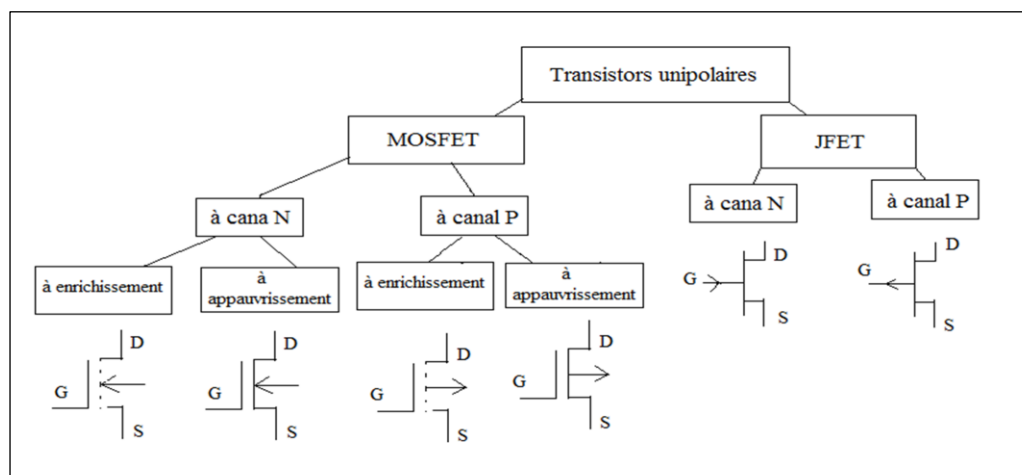 Transistors unipolaires
MOSFET
JFET
à cana N
à canal P
à cana N
à canal P
à enrichissement
à
appauvrissement
à enrichissement
à
appauvrissement
D
G
S
D
G
S
D
G
S
D
G
S
D
G
S
D
G
S